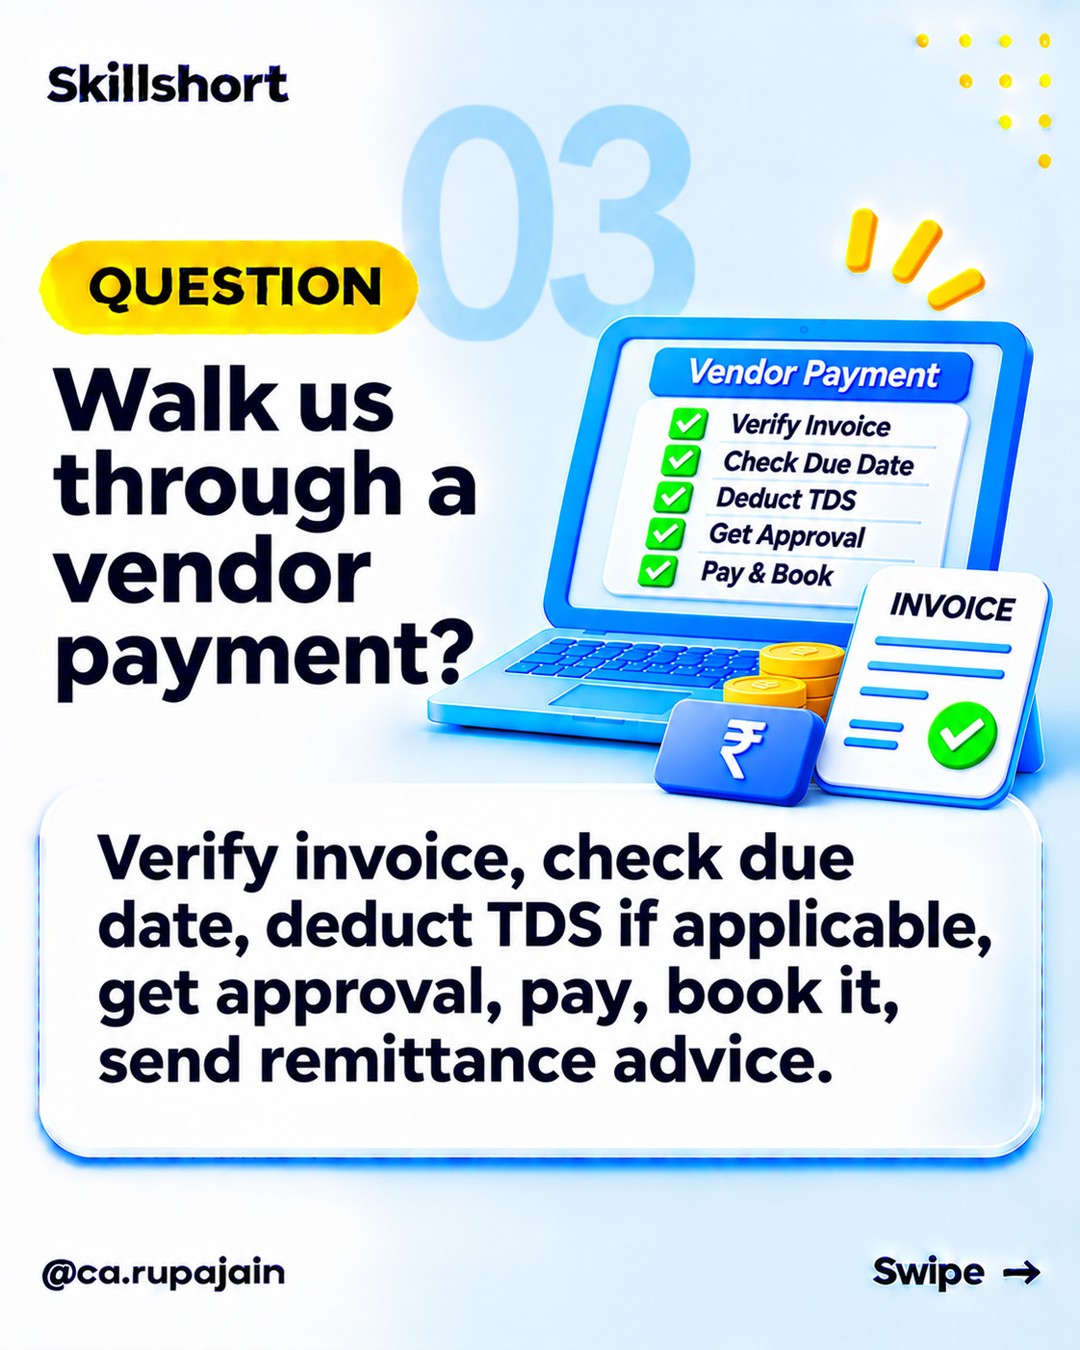 Skillshort
03
QUESTION
Walk us
through a
vendor
payment?
Vendor Payment
Verify Invoice
Check Due Date
Deduct TDS
Get Approval
Pay & Book
INVOICE
₹
Verify invoice, check due
date, deduct TDS if applicable,
get approval, pay, book it,
send remittance advice.
@ca.rupajain
Swipe →